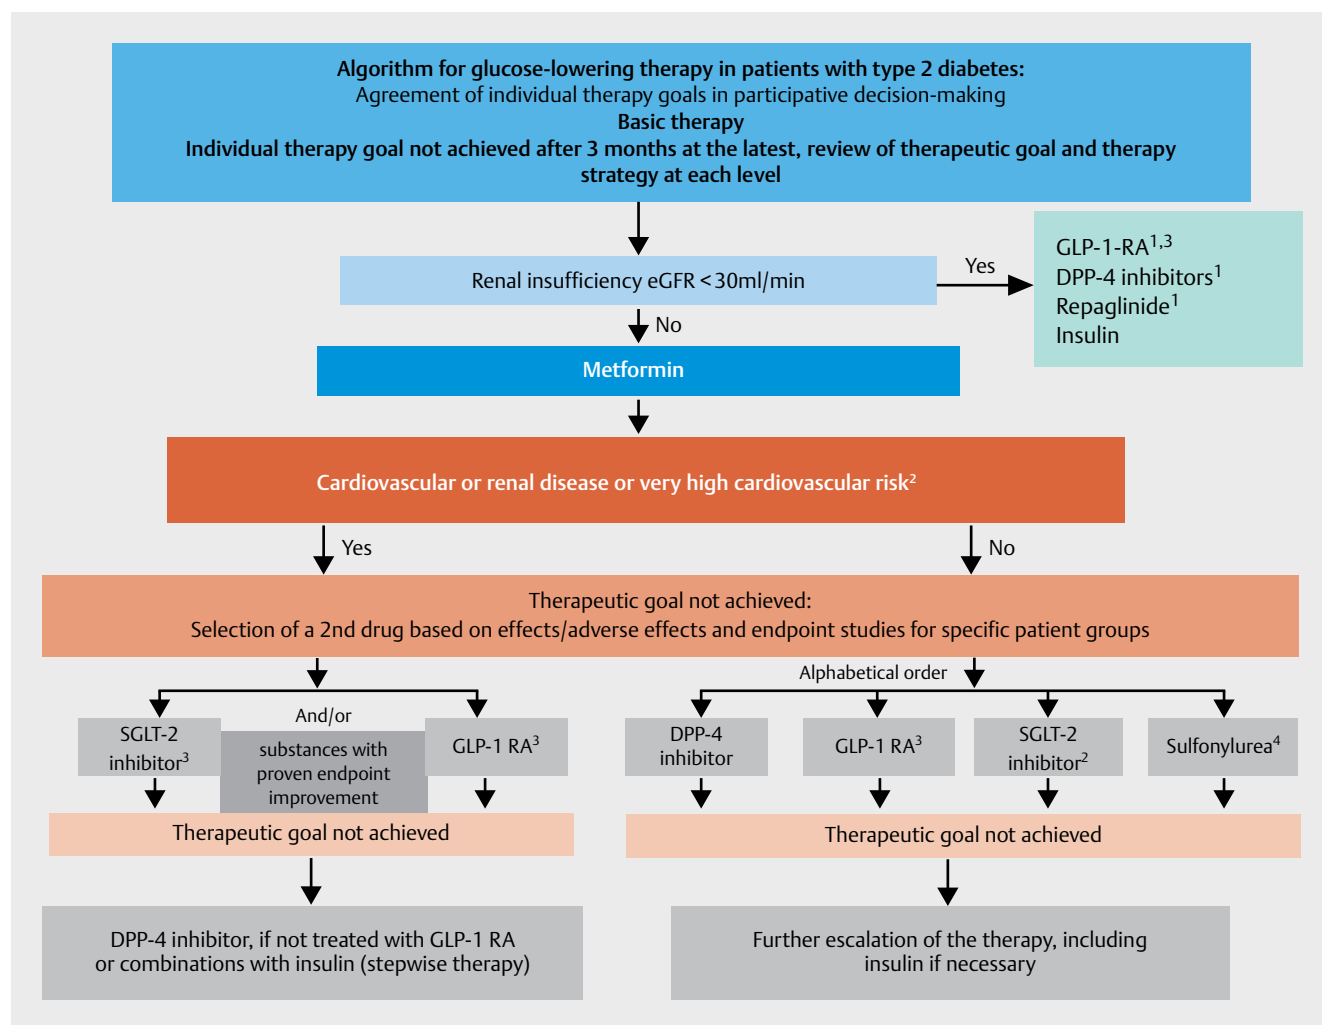 Algorithm for glucose-lowering therapy in patients with type 2 diabetes:
Agreement of individual therapy goals in participative decision-making
Basic therapy
Individual therapy goal not achieved after 3 months at the latest, review of therapeutic goal and therapy
strategy at each level
Renal insufficiency eGFR <30ml/min
Yes
GLP-1-RA1,3
DPP-4 inhibitors1
Repaglinide1
Insulin
No
Metformin
Cardiovascular or renal disease or very high cardiovascular risk2
Yes
No
Therapeutic goal not achieved:
Selection of a 2nd drug based on effects/adverse effects and endpoint studies for specific patient groups
Alphabetical order
SGLT-2
inhibitor3
And/or
substances with
proven endpoint
improvement
GLP-1 RA3
DPP-4
inhibitor
GLP-1 RA3
SGLT-2
inhibitor2
Sulfonylurea4
Therapeutic goal not achieved
Therapeutic goal not achieved
DPP-4 inhibitor, if not treated with GLP-1 RA
or combinations with insulin (stepwise therapy)
Further escalation of the therapy, including
insulin if necessary